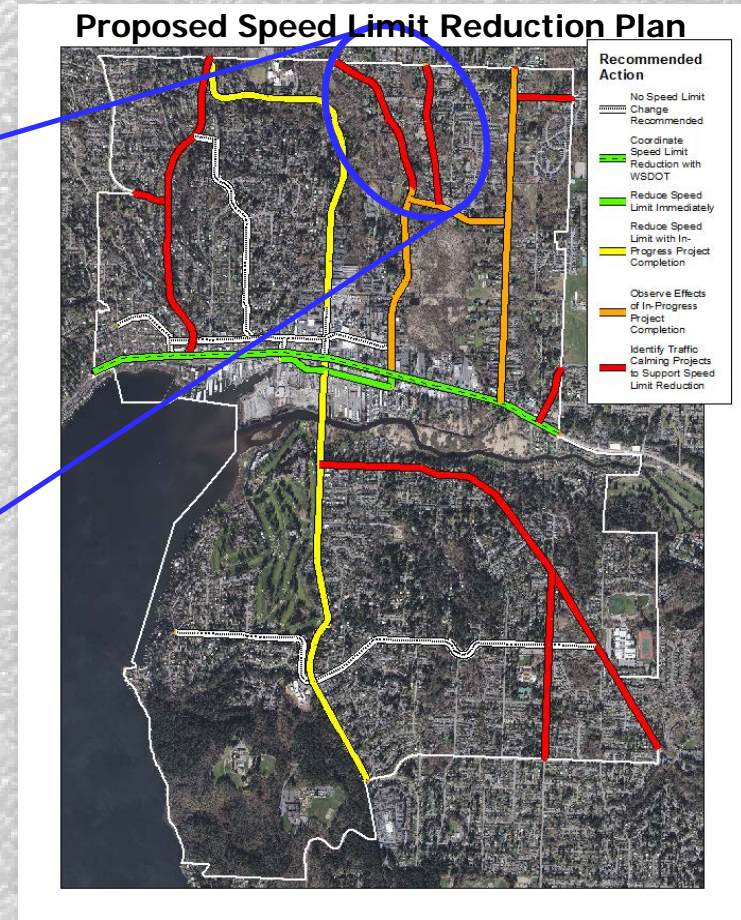 Proposed Speed Limit Reduction Plan
Recommended
Action
No Speed Limit
Change
Recommended
Coordinate
Speed Limit
Reduction with
WSDOT
Reduce Speed
Limit Immediately
Reduce Speed
Limit with In-
Progress Project
Completion
Observe Effects
of In-Progress
Project
Completion
Identify Traffic
Calming Projects
to Support Speed
Limit Reduction